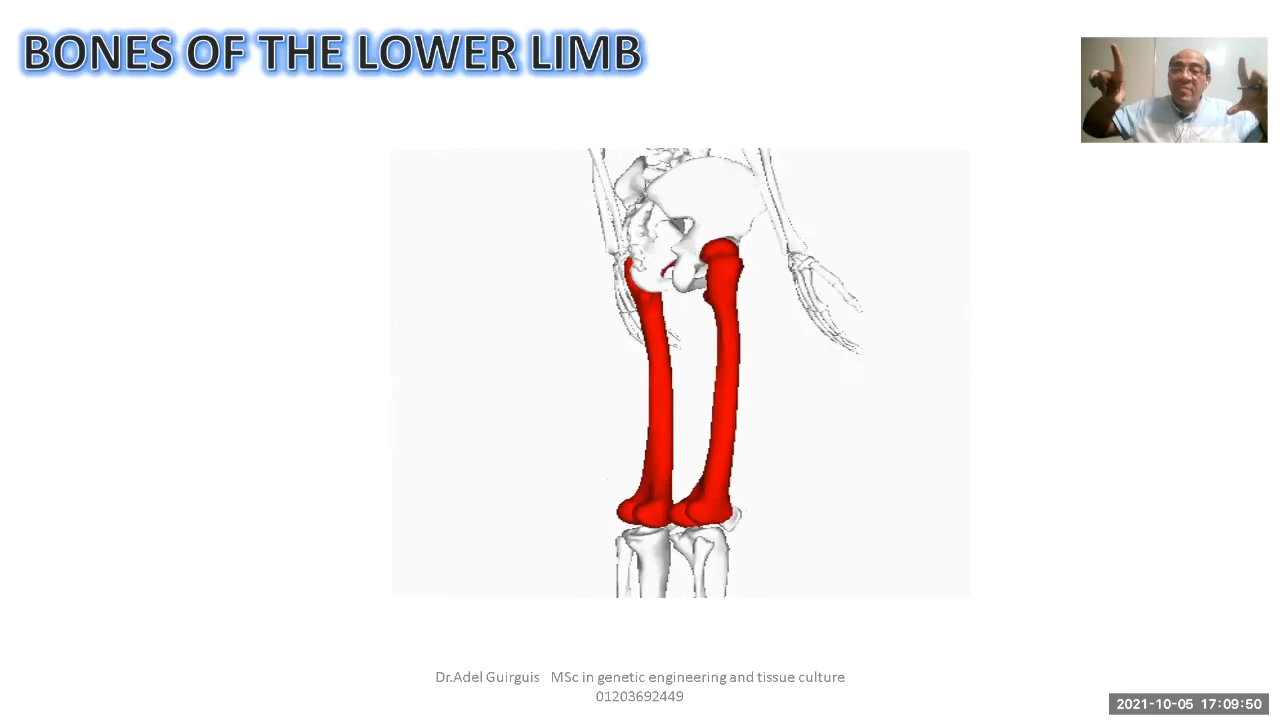 BONES OF THE LOWER LIMB
Dr.Adel Guirguis MSc in genetic engineering and tissue culture
01203692449
2021-10-05 17:09:50